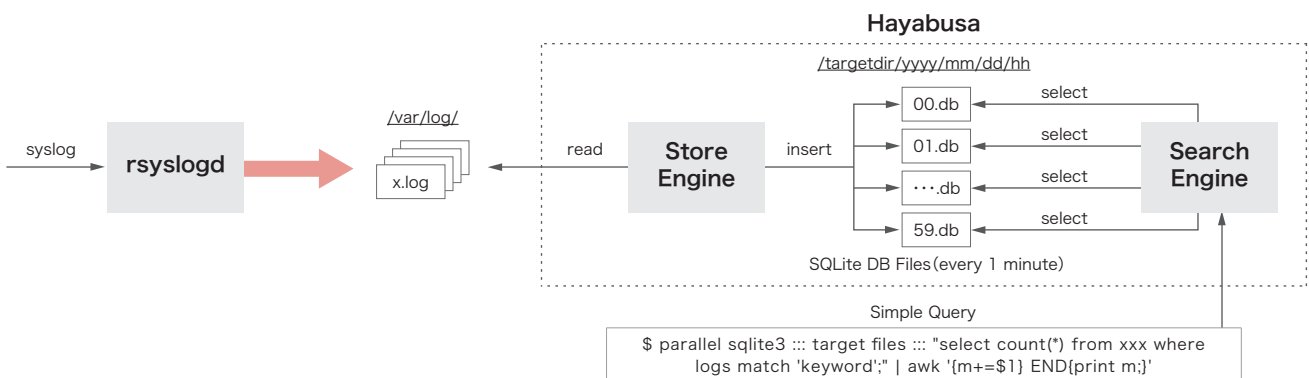 Hayabusa
/targetdir/yyyy/mm/dd/hh
syslog
rsyslogd
/var/log/
x.log
read
Store
Engine
insert
00.db
01.db
･･･.db
59.db
select
select
select
select
Search
Engine
SQLite DB Files(every 1 minute)
Simple Query
$ parallel sqlite3 ::: target files ::: "select count(*) from xxx where
logs match 'keyword';" | awk '{m+=$1} END{print m;}'